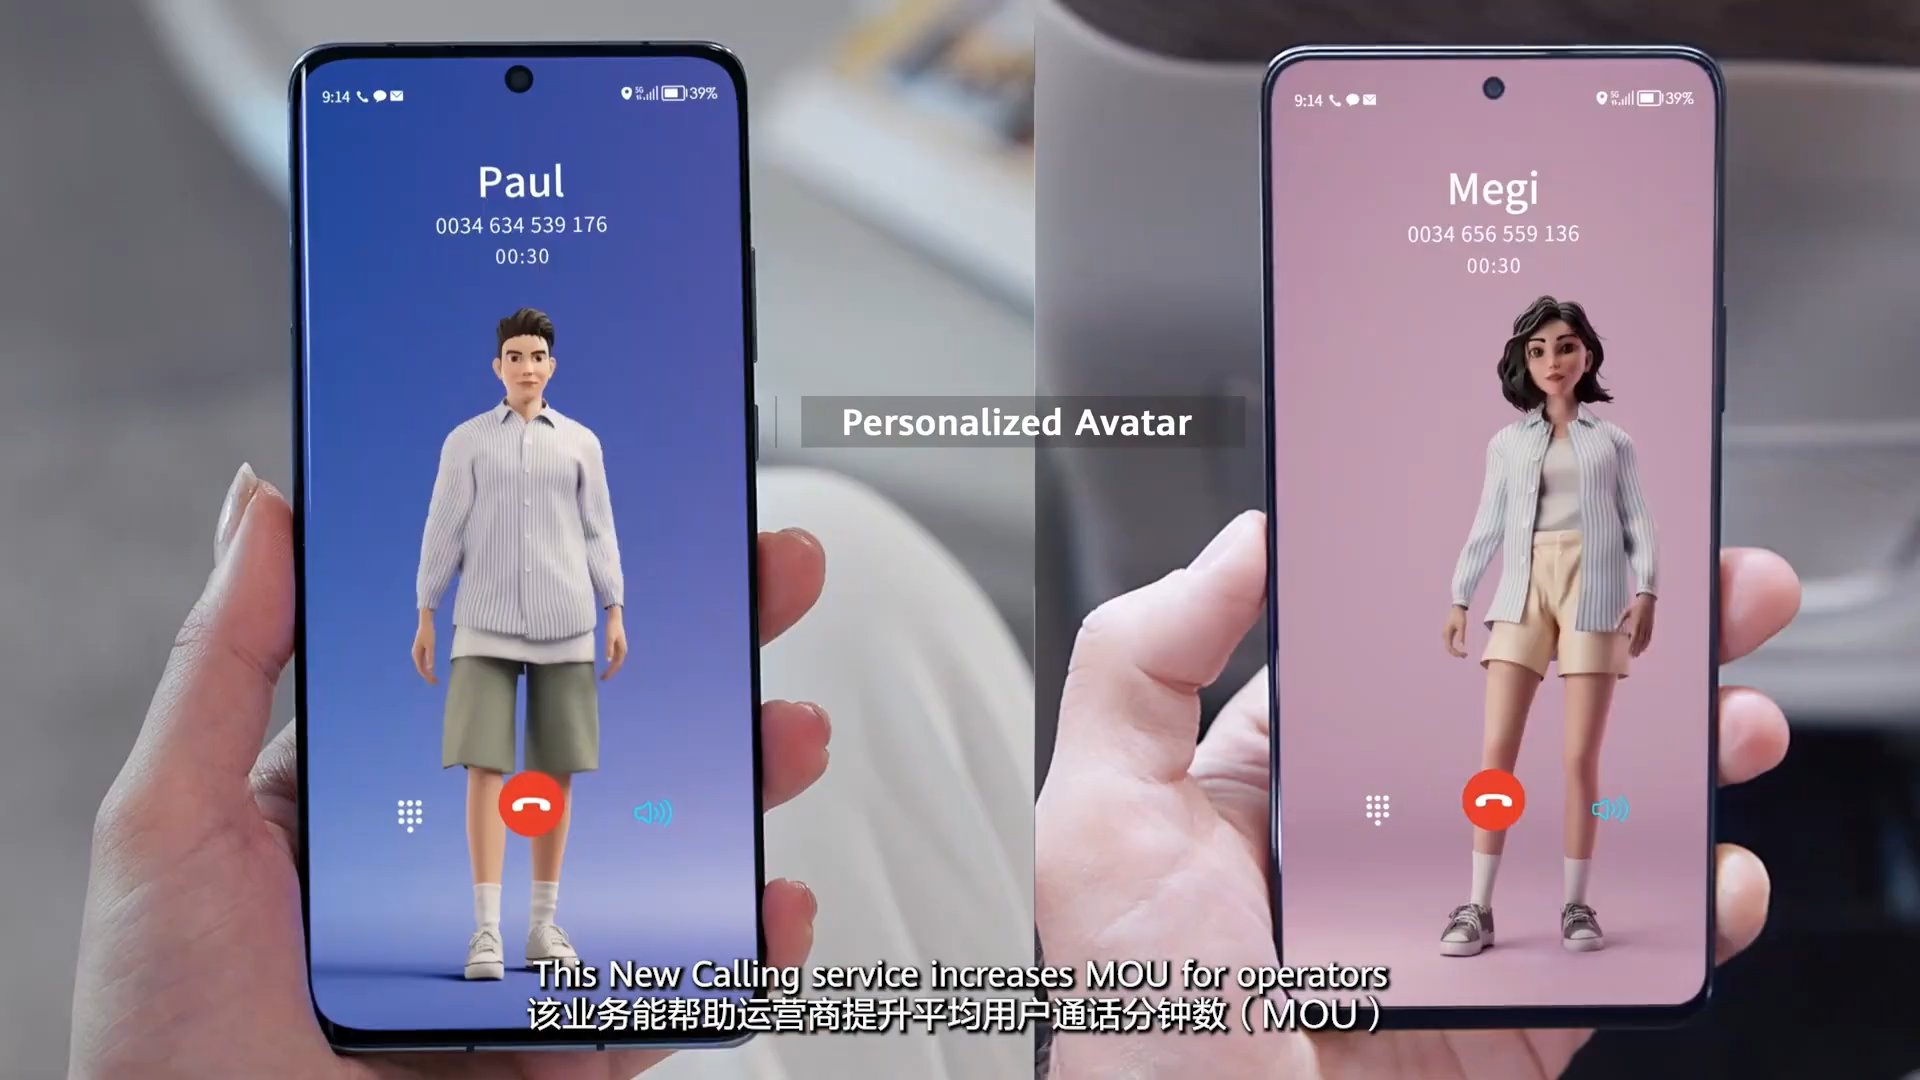 9:14
5G
39%
Paul
0034 634 539 176
00:30
9:14
5G
39%
Megi
0034 656 559 136
00:30
Personalized Avatar
This New Calling service increases MOU for operators
该业务能帮助运营商提升平均用户通话分钟数（MOU）